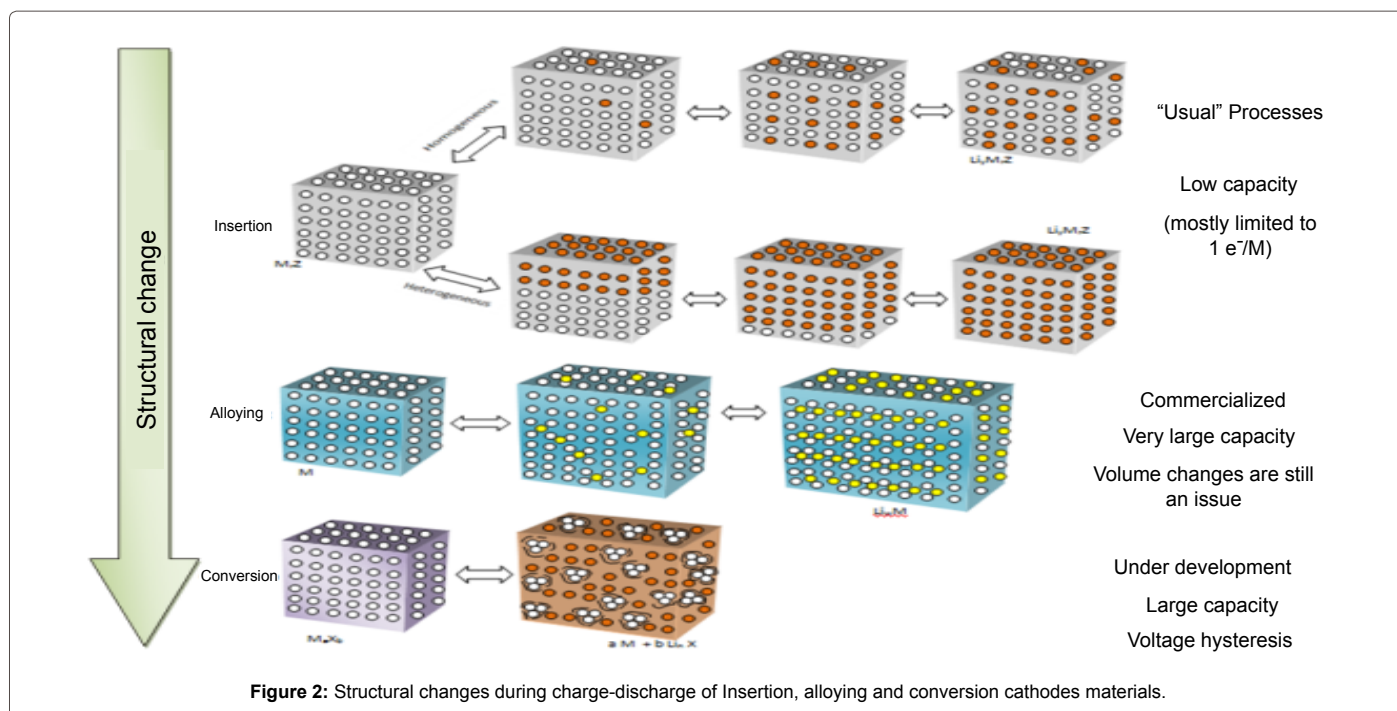 Structural change
Insertion
Homogeneous
Heterogeneous
"Usual" Processes
Low capacity
(mostly limited to
1 e⁻/M)
Alloying
M
Commercialized
Very large capacity
Volume changes are still
an issue
Conversion
Under development
Large capacity
Voltage hysteresis
Figure 2: Structural changes during charge-discharge of Insertion, alloying and conversion cathodes materials.